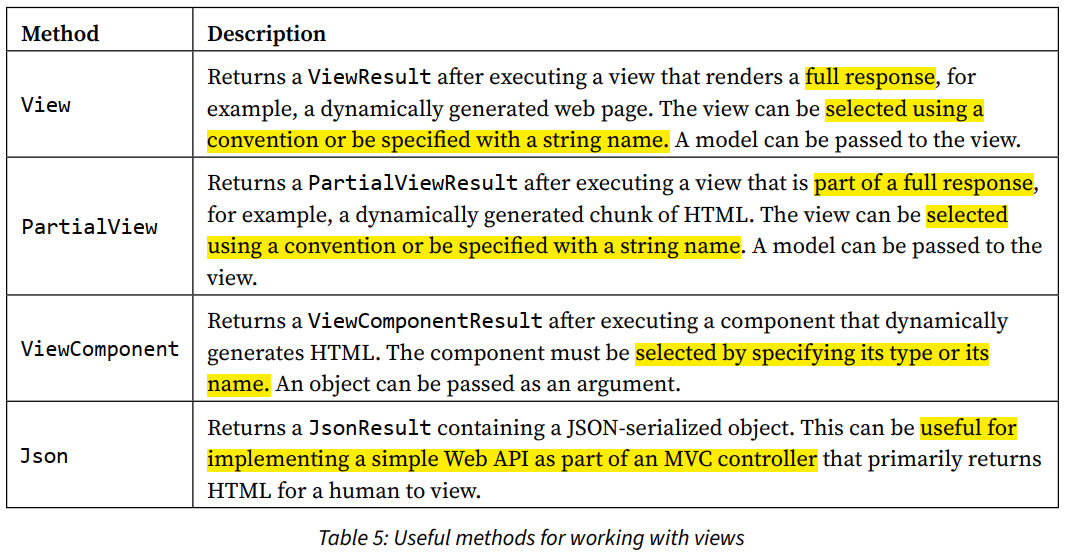 Method Description
View
Returns a ViewResult after executing a view that renders a full response, for
example, a dynamically generated web page. The view can be selected using a
convention or be specified with a string name. A model can be passed to the view.
PartialView
Returns a PartialViewResult after executing a view that is part of a full response,
for example, a dynamically generated chunk of HTML. The view can be selected
using a convention or be specified with a string name. A model can be passed to the
view.
ViewComponent
Returns a ViewComponentResult after executing a component that dynamically
generates HTML. The component must be selected by specifying its type or its
name. An object can be passed as an argument.
Json
Returns a JsonResult containing a JSON-serialized object. This can be useful for
implementing a simple Web API as part of an MVC controller that primarily returns
HTML for a human to view.
Table 5: Useful methods for working with views